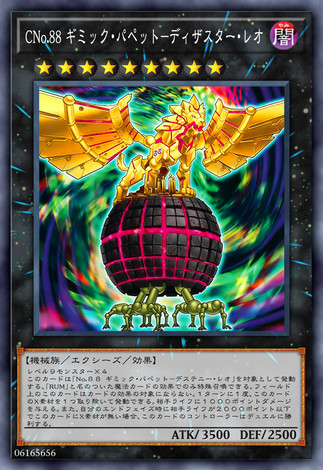 CNo.88 ギミック・パペット-ディザスター・レオ
闇
88
【機械族／エクシーズ／効果】
レベル9モンスター×4
このカードは「No.88 ギミック・パペット-デステニー・レオ」を対象として発動する、「RUM」と名のついた魔法カードの効果でのみ特殊召喚できる。フィールド
上のこのカードはカードの効果の対象にならない。1ターンに1度、このカード
のX素材を1つ取り除いて発動できる。相手ライフに1000ポイントダメージ
を与える。また、自分のエンドフェイズ時に相手ライフが2000ポイント以下
でこのカードにX素材が無い場合、このカードのコントローラーはデュエルに勝
利する。
ATK/ 3500 DEF/2500
06165656